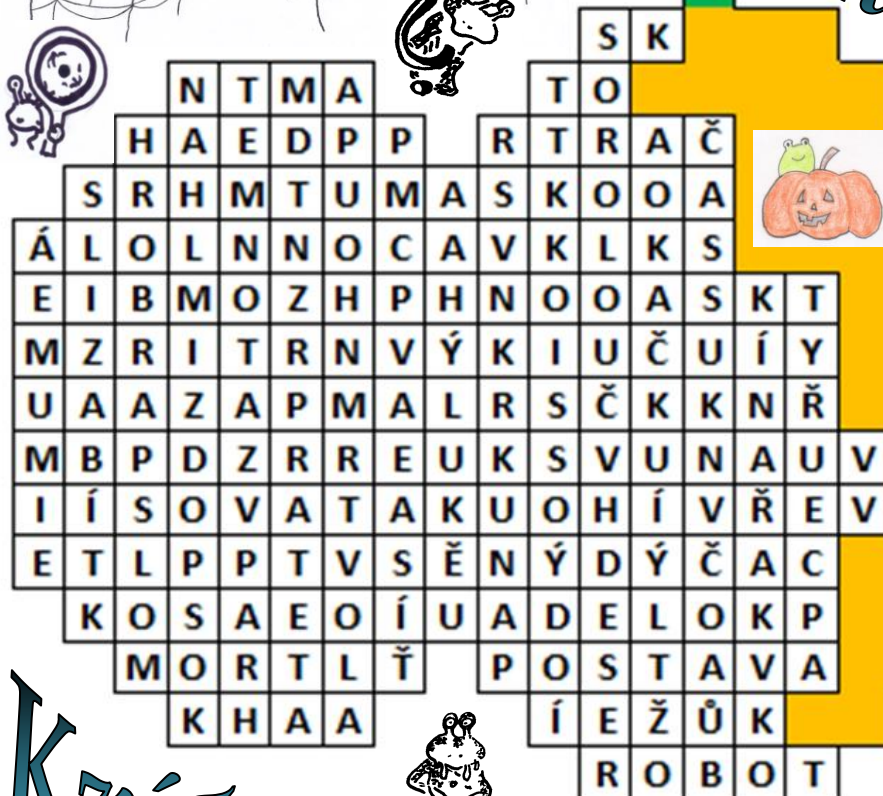 S K
N T M A T O
H A E D P P R T R A Č
S R H M T U M A S K O O A
Á L O L N N O C A V K L K S
E I B M O Z H P H N O O A S K T
M Z R I T R N V Ý K I U Č U Í Y
U A A Z A P M A L R S Č K K N Ř
M B P D Z R R E U K S V U N A U V
I Í S O V A T A K U O H Í V Ř E V
E T L P P T V S Ě N Ý D Ý Č A C
K O S A E O Í U A D E L O K P
M O R T L Ť P O S T A V A
K H A A Í E Ž Ů K
R O B O T